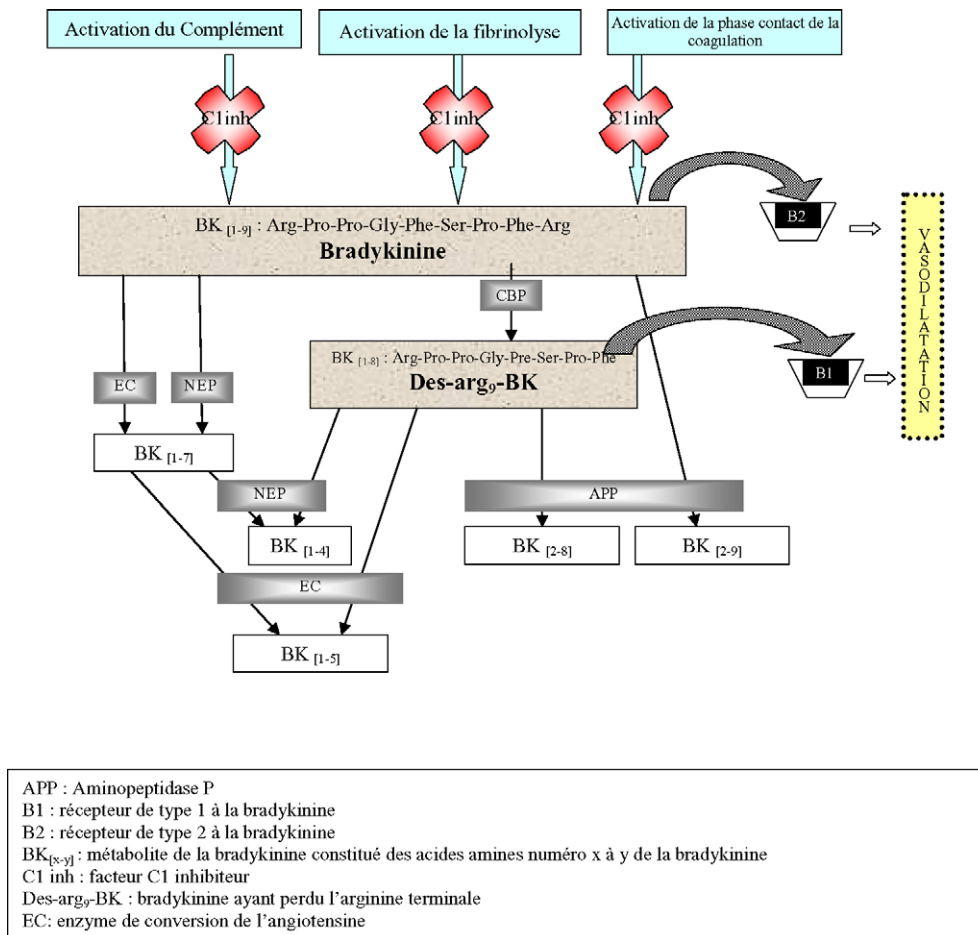 Activation du Complément
Activation de la fibrinolyse
Activation de la phase contact de la
coagulation
C1inh
C1inh
C1inh
BK [1-9] : Arg-Pro-Pro-Gly-Phe-Ser-Pro-Phe-Arg
Bradykinine
B2
CBP
BK [1-8] : Arg-Pro-Pro-Gly-Pre-Ser-Pro-Phe
Des-arg9-BK
B1
VASODILATATION
EC
NEP
BK [1-7]
NEP
APP
BK [1-4]
BK [2-8]
BK [2-9]
EC
BK [1-5]
APP : Aminopeptidase P
B1 : récepteur de type 1 à la bradykinine
B2 : récepteur de type 2 à la bradykinine
BK[x-y] : métabolite de la bradykinine constitué des acides amines numéro x à y de la bradykinine
C1 inh : facteur C1 inhibiteur
Des-arg9-BK : bradykinine ayant perdu l'arginine terminale
EC: enzyme de conversion de l'angiotensine